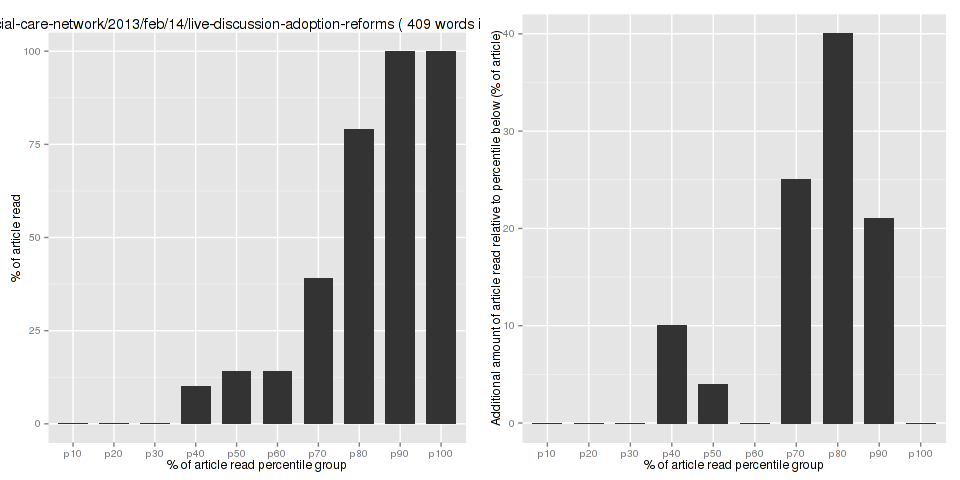 cial-care-network/2013/feb/14/live-discussion-adoption-reforms ( 409 words i
% of article read
100
75
50
25
0
p10 p20 p30 p40 p50 p60 p70 p80 p90 p100
% of article read percentile group
Additional amount of article read relative to percentile below (% of article)
40
30
20
10
0
p10 p20 p30 p40 p50 p60 p70 p80 p90 p100
% of article read percentile group